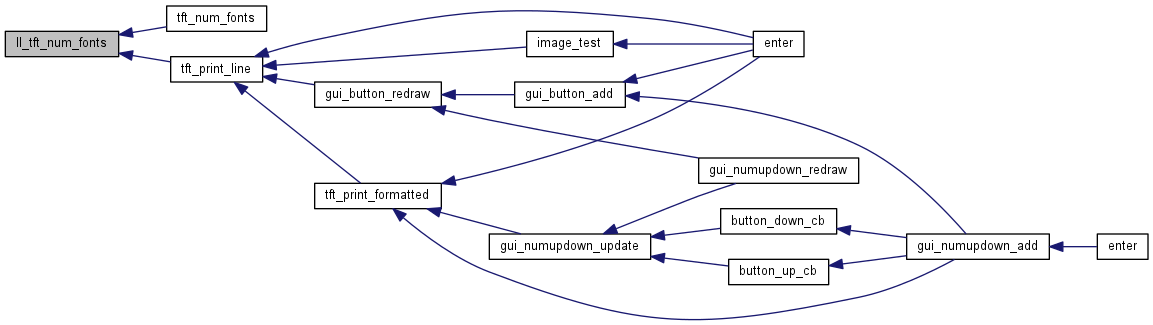 ll_tft_num_fonts
tft_num_fonts
tft_print_line
image_test
enter
gui_button_redraw
gui_button_add
gui_numupdown_redraw
tft_print_formatted
gui_numupdown_update
button_down_cb
button_up_cb
gui_numupdown_add
enter